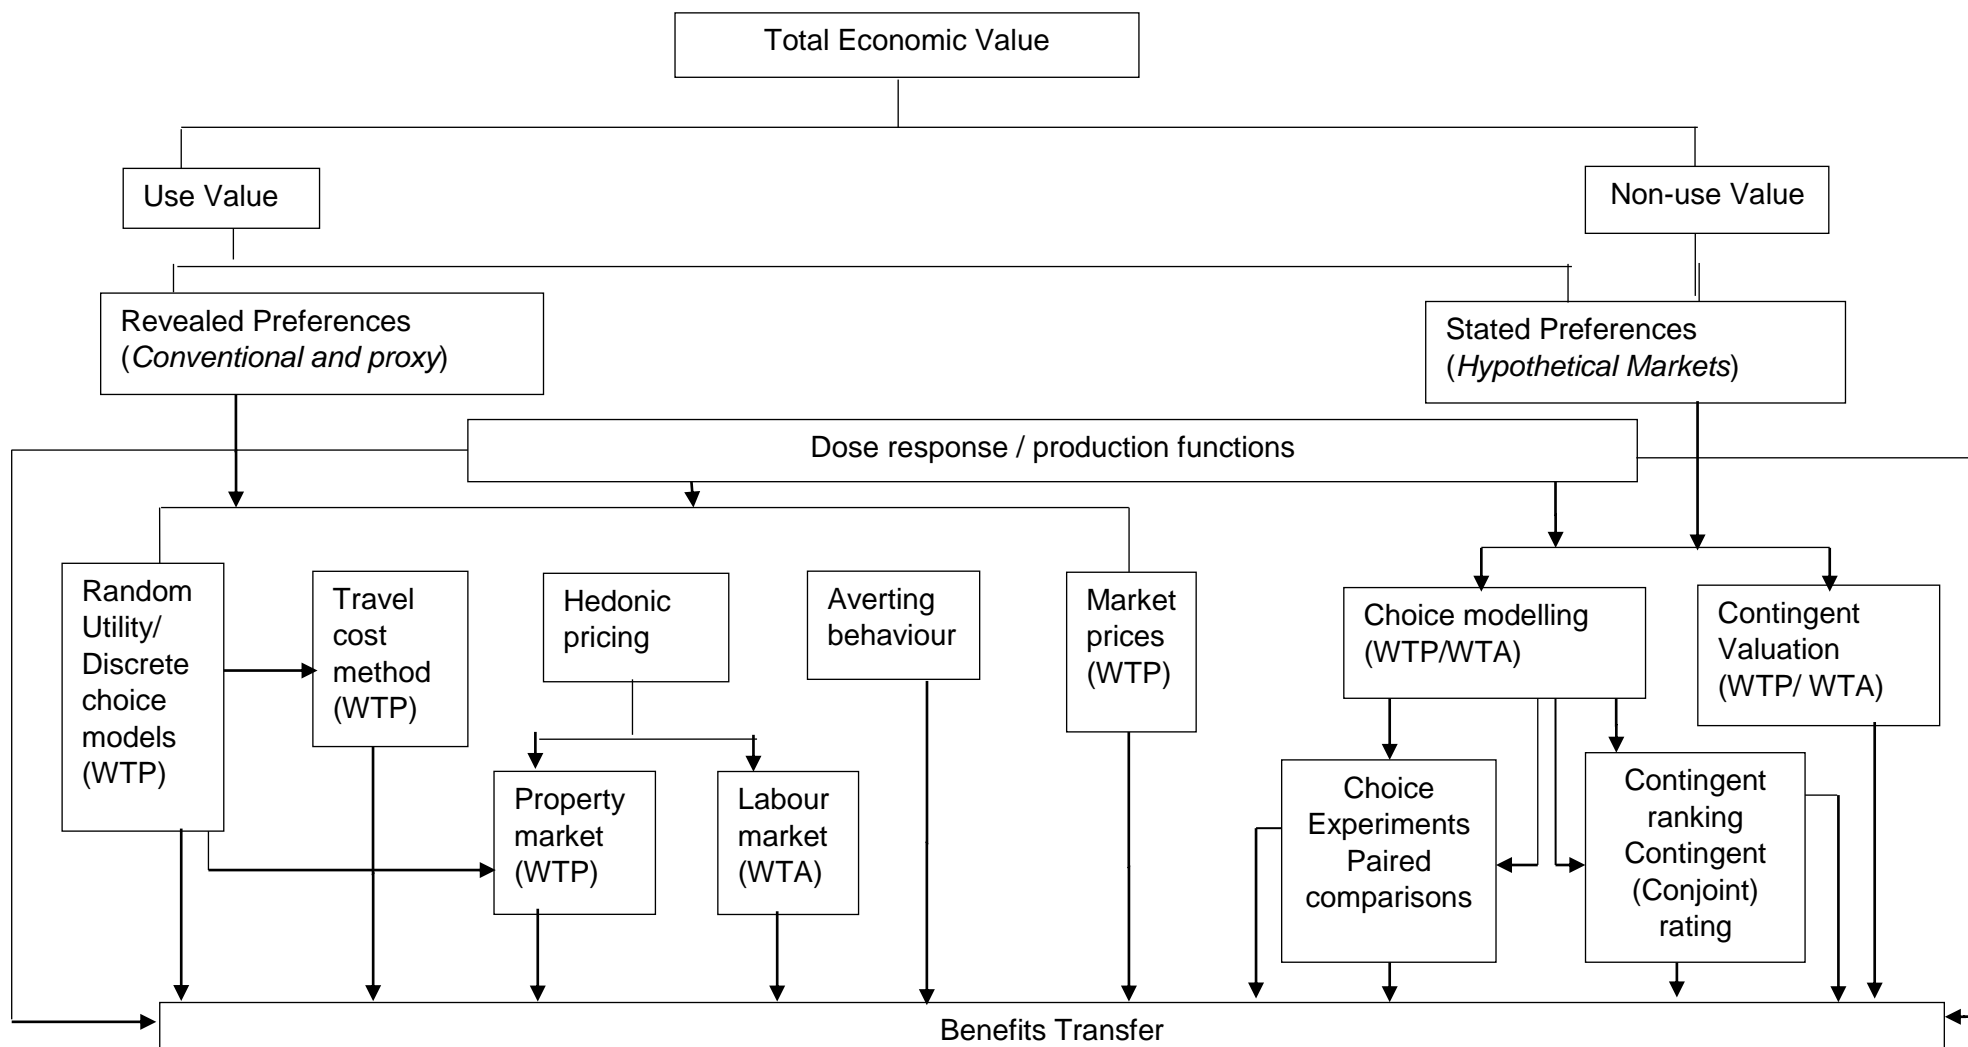 Total Economic Value
Use Value
Non-use Value
Revealed Preferences
(Conventional and proxy)
Stated Preferences
(Hypothetical Markets)
Dose response / production functions
Random
Utility/
Discrete
choice
models
(WTP)
Travel
cost
method
(WTP)
Hedonic
pricing
Averting
behaviour
Market
prices
(WTP)
Choice modelling
(WTP/WTA)
Contingent
Valuation
(WTP/ WTA)
Property
market
(WTP)
Labour
market
(WTA)
Choice
Experiments
Paired
comparisons
Contingent
ranking
Contingent
(Conjoint)
rating
Benefits Transfer